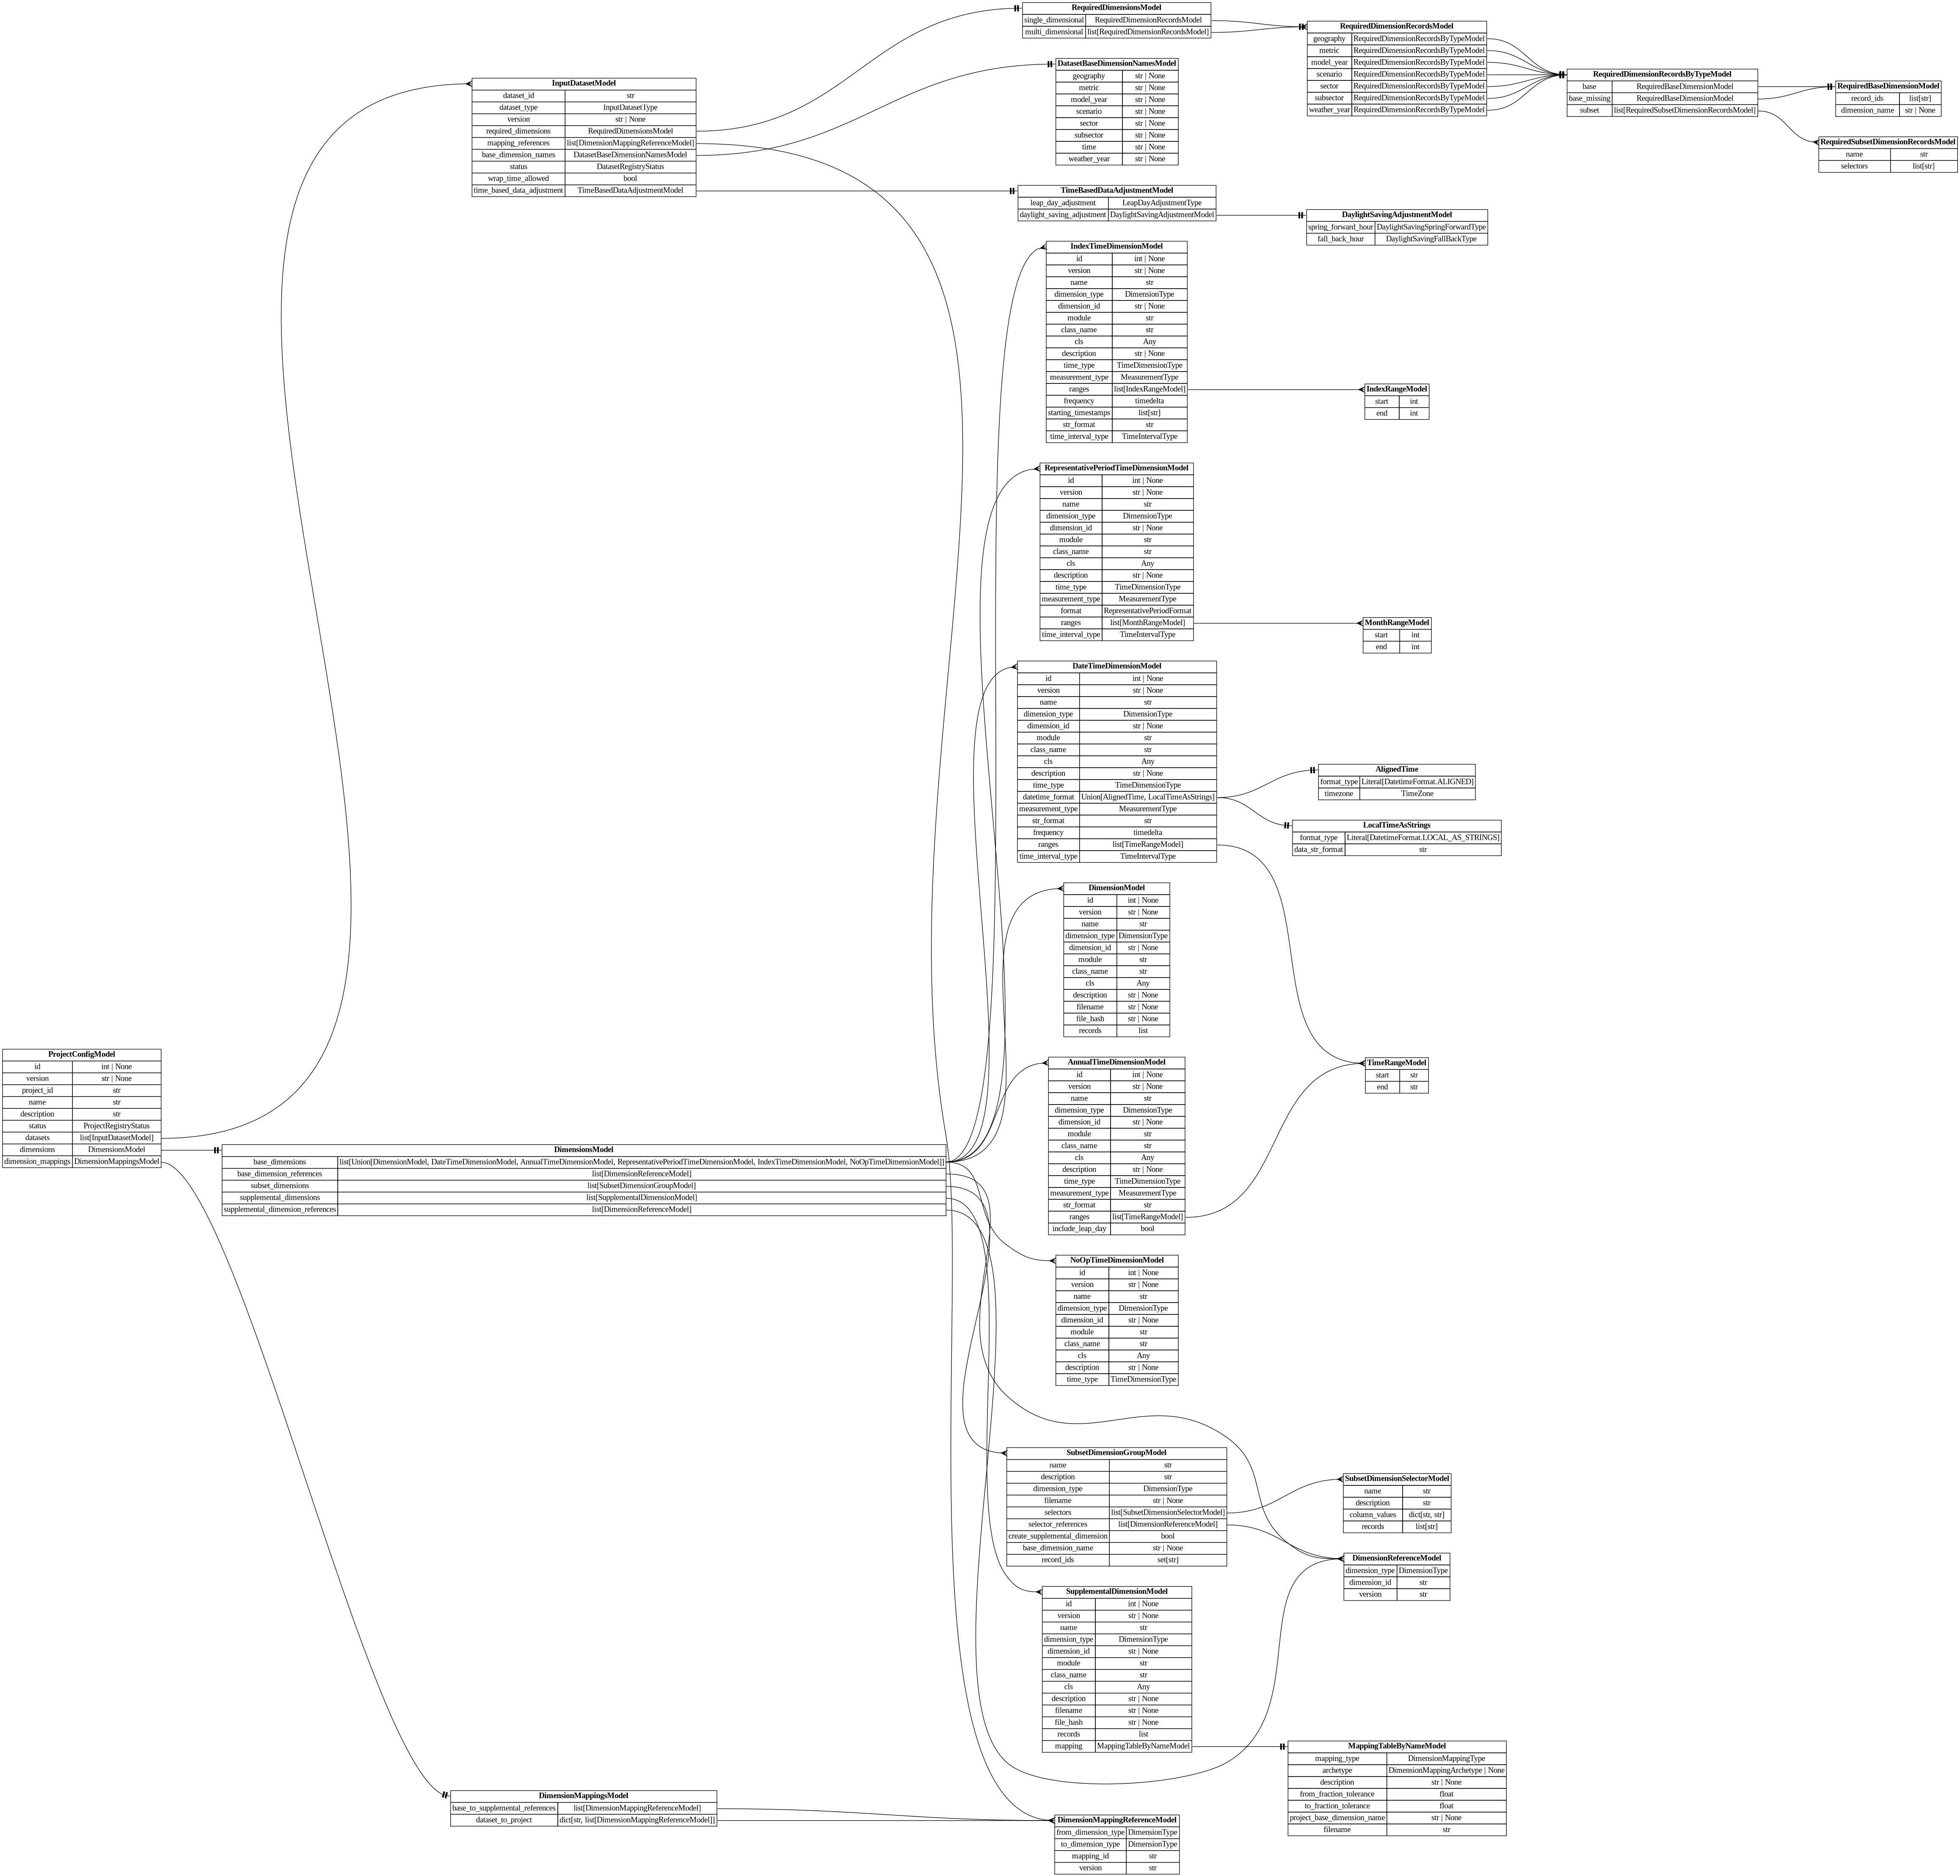 RequiredDimensionsModel
single_dimensional RequiredDimensionRecordsModel
multi_dimensional list[RequiredDimensionRecordsModel]
RequiredDimensionRecordsModel
geography RequiredDimensionRecordsByTypeModel
metric RequiredDimensionRecordsByTypeModel
model_year RequiredDimensionRecordsByTypeModel
scenario RequiredDimensionRecordsByTypeModel
sector RequiredDimensionRecordsByTypeModel
subsector RequiredDimensionRecordsByTypeModel
weather_year RequiredDimensionRecordsByTypeModel
RequiredDimensionRecordsByTypeModel
base RequiredBaseDimensionModel
base_missing RequiredBaseDimensionModel
subset list[RequiredSubsetDimensionRecordsModel]
RequiredBaseDimensionModel
record_ids list[str]
dimension_name str | None
RequiredSubsetDimensionRecordsModel
name str
selectors list[str]
InputDatasetModel
dataset_id str
dataset_type InputDatasetType
version str | None
required_dimensions RequiredDimensionsModel
mapping_references list[DimensionMappingReferenceModel]
base_dimension_names DatasetBaseDimensionNamesModel
status DatasetRegistryStatus
wrap_time_allowed bool
time_based_data_adjustment TimeBasedDataAdjustmentModel
DatasetBaseDimensionNamesModel
geography str | None
metric str | None
model_year str | None
scenario str | None
sector str | None
subsector str | None
time str | None
weather_year str | None
TimeBasedDataAdjustmentModel
leap_day_adjustment LeapDayAdjustmentType
daylight_saving_adjustment DaylightSavingAdjustmentModel
DaylightSavingAdjustmentModel
spring_forward_hour DaylightSavingSpringForwardType
fall_back_hour DaylightSavingFallBackType
IndexTimeDimensionModel
id int | None
version str | None
name str
dimension_type DimensionType
dimension_id str | None
module str
class_name str
cls Any
description str | None
time_type TimeDimensionType
measurement_type MeasurementType
ranges list[IndexRangeModel]
frequency timedelta
starting_timestamps list[str]
str_format str
time_interval_type TimeIntervalType
IndexRangeModel
start int
end int
RepresentativePeriodTimeDimensionModel
id int | None
version str | None
name str
dimension_type DimensionType
dimension_id str | None
module str
class_name str
cls Any
description str | None
time_type TimeDimensionType
measurement_type MeasurementType
format RepresentativePeriodFormat
ranges list[MonthRangeModel]
time_interval_type TimeIntervalType
MonthRangeModel
start int
end int
DateTimeDimensionModel
id int | None
version str | None
name str
dimension_type DimensionType
dimension_id str | None
module str
class_name str
cls Any
description str | None
time_type TimeDimensionType
datetime_format Union[AlignedTime, LocalTimeAsStrings]
measurement_type MeasurementType
str_format str
frequency timedelta
ranges list[TimeRangeModel]
time_interval_type TimeIntervalType
AlignedTime
format_type Literal[DatetimeFormat.ALIGNED]
timezone TimeZone
LocalTimeAsStrings
format_type Literal[DatetimeFormat.LOCAL_AS_STRINGS]
data_str_format str
DimensionModel
id int | None
version str | None
name str
dimension_type DimensionType
dimension_id str | None
module str
class_name str
cls Any
description str | None
filename str | None
file_hash str | None
records list
AnnualTimeDimensionModel
id int | None
version str | None
name str
dimension_type DimensionType
dimension_id str | None
module str
class_name str
cls Any
description str | None
time_type TimeDimensionType
measurement_type MeasurementType
str_format str
ranges list[TimeRangeModel]
include_leap_day bool
TimeRangeModel
start str
end str
ProjectConfigModel
id int | None
version str | None
project_id str
name str
description str
status ProjectRegistryStatus
datasets list[InputDatasetModel]
dimensions DimensionsModel
dimension_mappings DimensionMappingsModel
DimensionsModel
base_dimensions list[Union[DimensionModel, DateTimeDimensionModel, AnnualTimeDimensionModel, RepresentativePeriodTimeDimensionModel, IndexTimeDimensionModel, NoOpTimeDimensionModel]]
base_dimension_references list[DimensionReferenceModel]
subset_dimensions list[SubsetDimensionGroupModel]
supplemental_dimensions list[SupplementalDimensionModel]
supplemental_dimension_references list[DimensionReferenceModel]
NoOpTimeDimensionModel
id int | None
version str | None
name str
dimension_type DimensionType
dimension_id str | None
module str
class_name str
cls Any
description str | None
time_type TimeDimensionType
SubsetDimensionGroupModel
name str
description str
dimension_type DimensionType
filename str | None
selectors list[SubsetDimensionSelectorModel]
selector_references list[DimensionReferenceModel]
create_supplemental_dimension bool
base_dimension_name str | None
record_ids set[str]
SubsetDimensionSelectorModel
name str
description str
column_values dict[str, str]
records list[str]
DimensionReferenceModel
dimension_type DimensionType
dimension_id str
version str
SupplementalDimensionModel
id int | None
version str | None
name str
dimension_type DimensionType
dimension_id str | None
module str
class_name str
cls Any
description str | None
filename str | None
file_hash str | None
records list
mapping MappingTableByNameModel
MappingTableByNameModel
mapping_type DimensionMappingType
archetype DimensionMappingArchetype | None
description str | None
from_fraction_tolerance float
to_fraction_tolerance float
project_base_dimension_name str | None
filename str
DimensionMappingsModel
base_to_supplemental_references list[DimensionMappingReferenceModel]
dataset_to_project dict[str, list[DimensionMappingReferenceModel]]
DimensionMappingReferenceModel
from_dimension_type DimensionType
to_dimension_type DimensionType
mapping_id str
version str